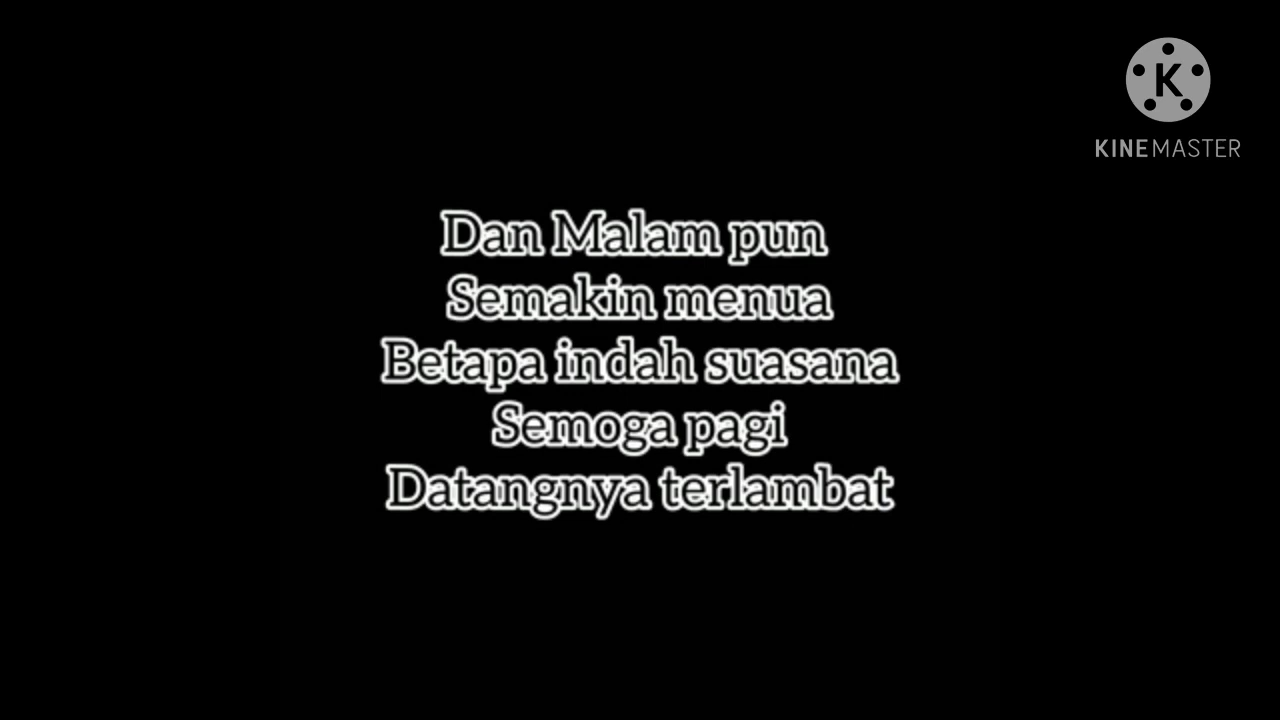 KINEMASTER
Dan Malam pun
Semakin menua
Betapa indah suasana
Semoga pagi
Datangnya terlambat